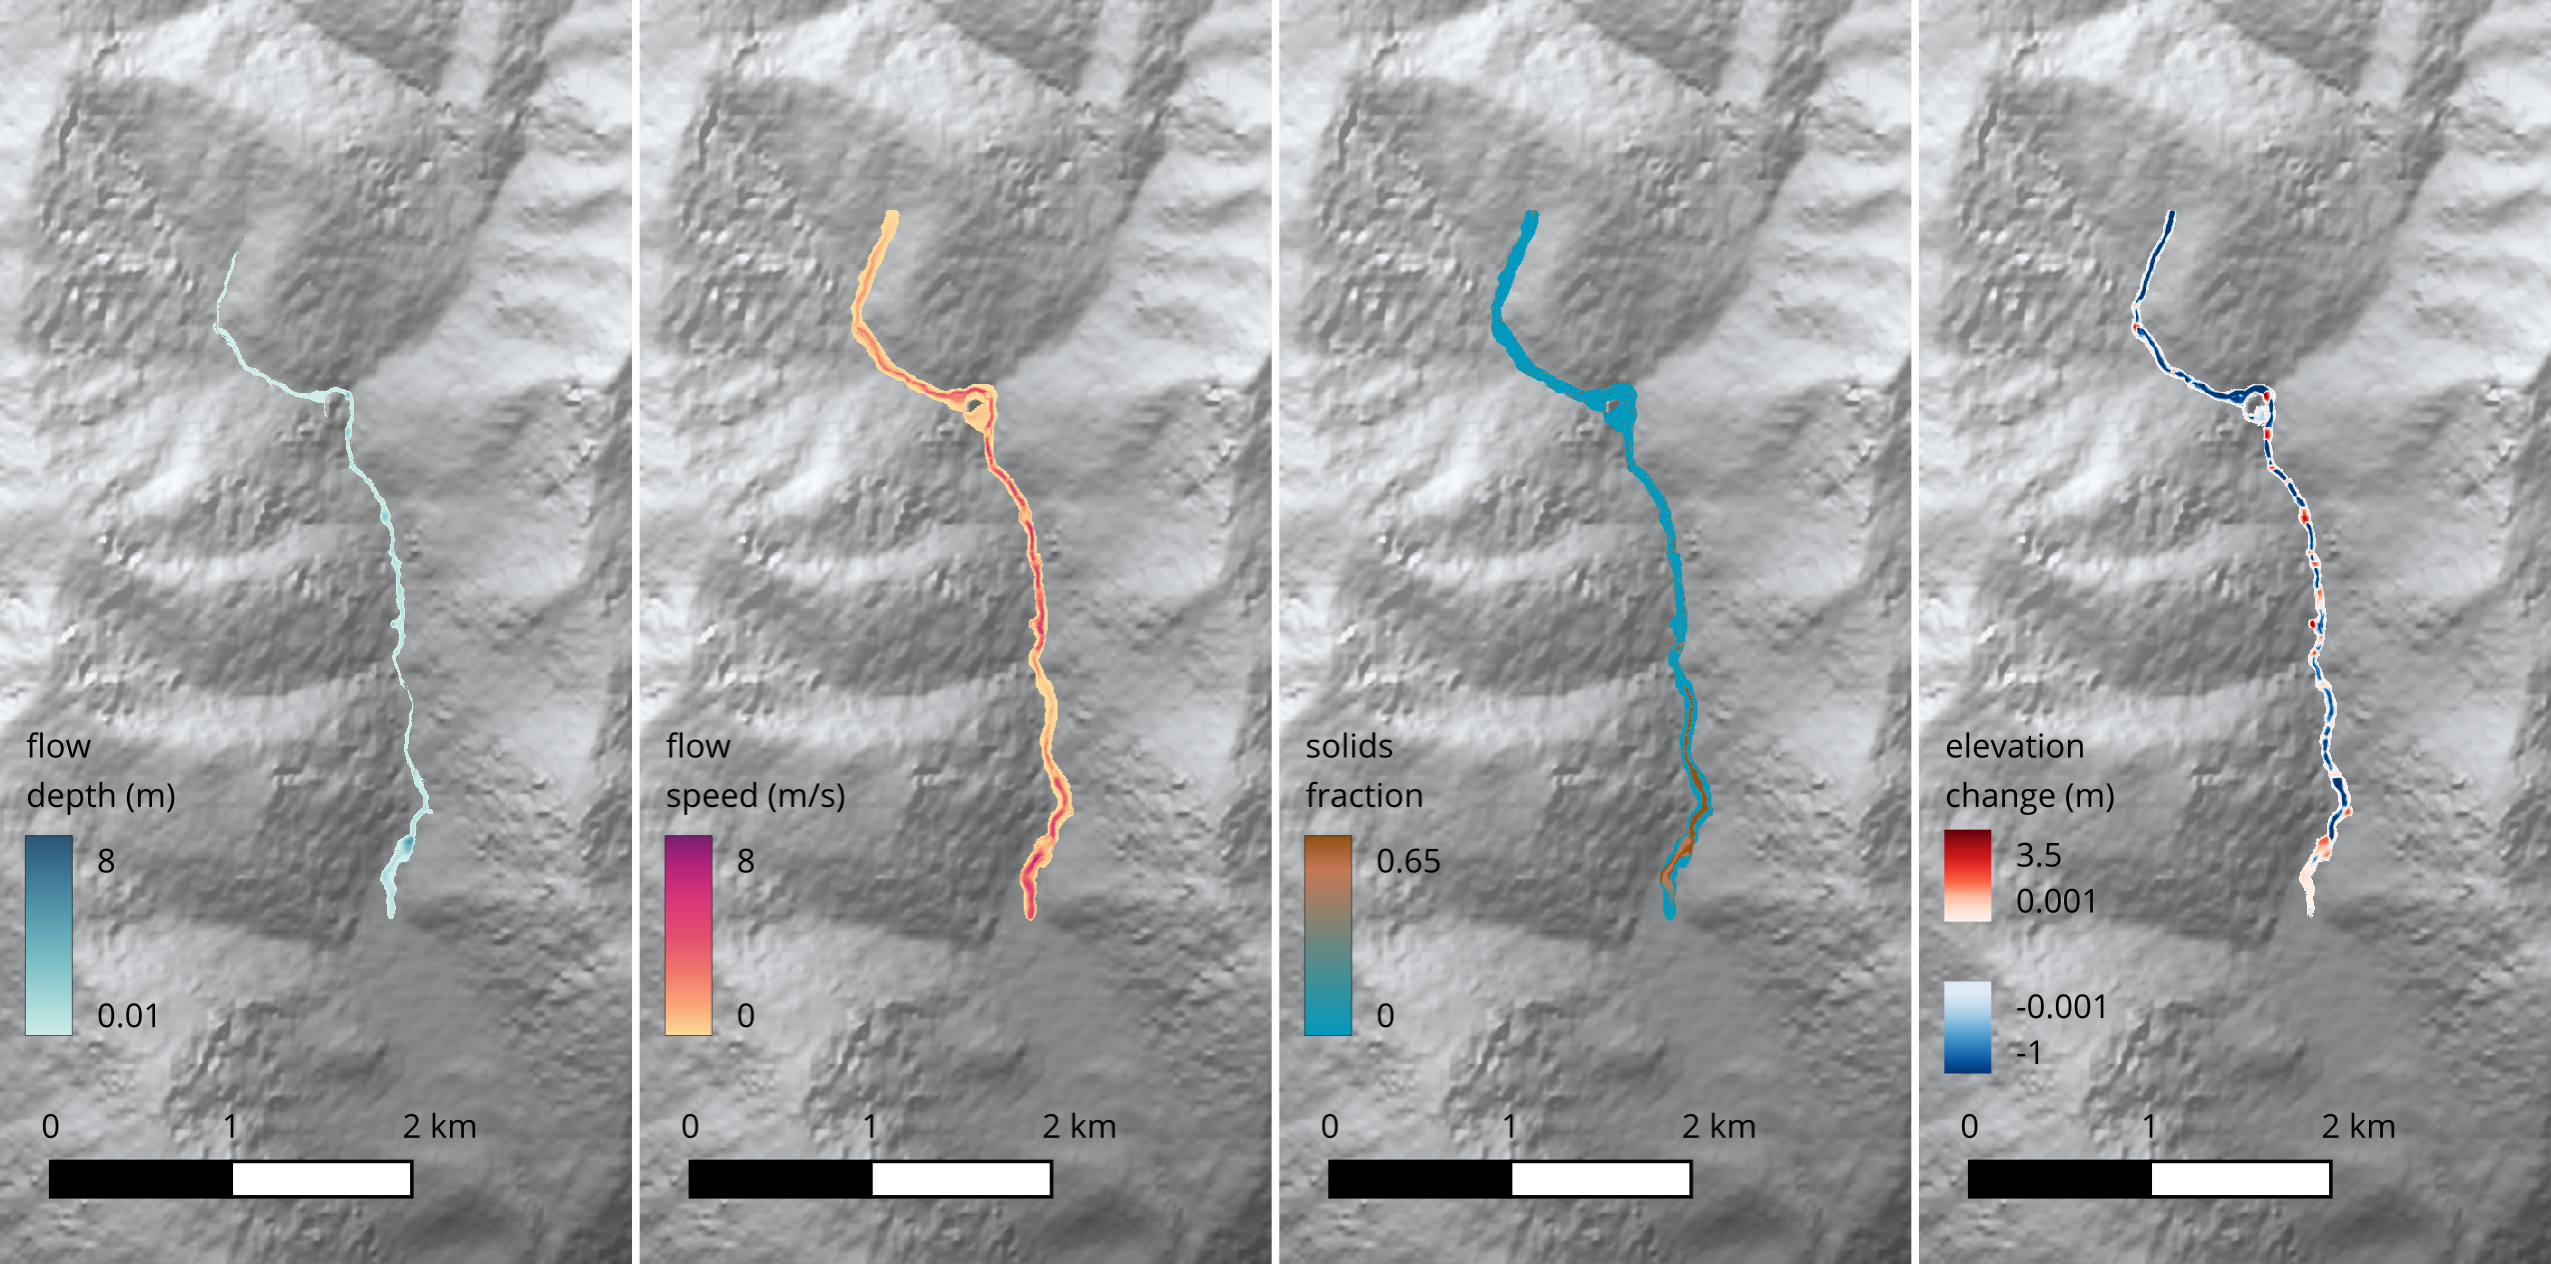 flow
depth (m)
8
0.01
0 1 2 km
flow
speed (m/s)
8
0
0 1 2 km
solids
fraction
0.65
0
0 1 2 km
elevation
change (m)
3.5
0.001
-0.001
-1
0 1 2 km